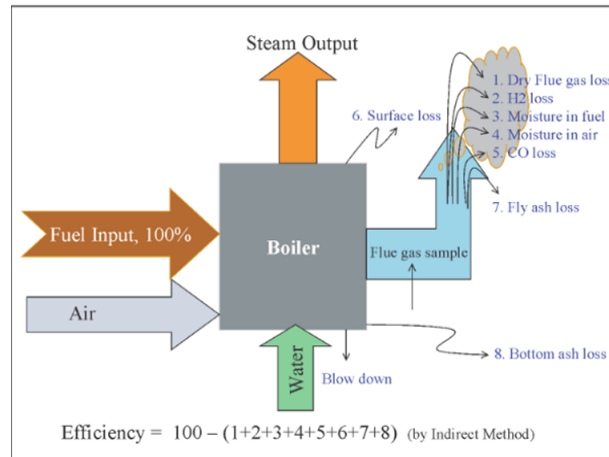 Steam Output
1. Dry Flue gas loss
2. H2 loss
3. Moisture in fuel
4. Moisture in air
5. CO loss
6. Surface loss
7. Fly ash loss
Fuel Input, 100%
Boiler
Flue gas sample
Air
Water
Blow down
8. Bottom ash loss
Efficiency = 100 – (1+2+3+4+5+6+7+8) (by Indirect Method)